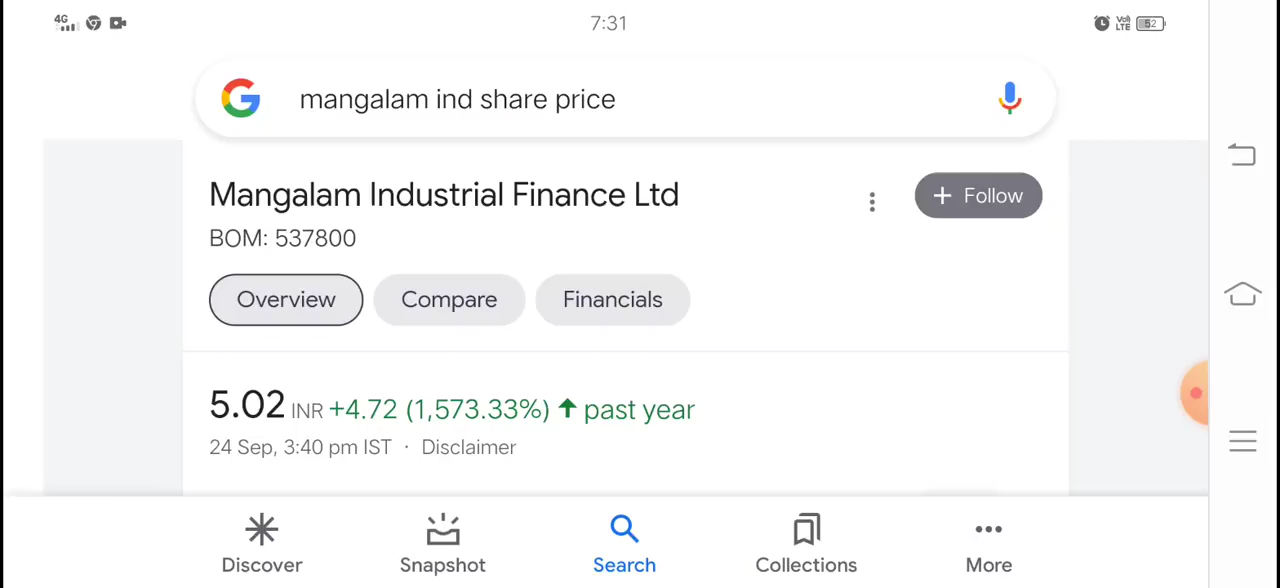 4G 7:31 VoI) LTE 52
mangalam ind share price
Mangalam Industrial Finance Ltd
+ Follow
BOM: 537800
Overview Compare Financials
5.02 INR +4.72 (1,573.33%) ↑ past year
24 Sep, 3:40 pm IST · Disclaimer
Discover Snapshot Search Collections More